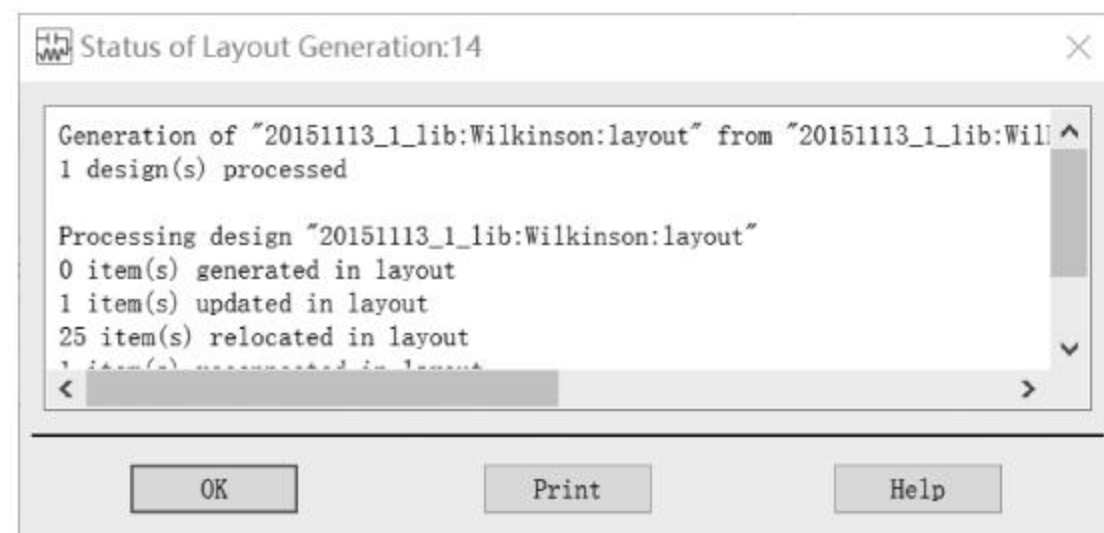 Status of Layout Generation:14
Generation of "20151113_1_lib:Wilkinson:layout" from "20151113_1_lib:Wil
1 design(s) processed
Processing design "20151113_1_lib:Wilkinson:layout"
0 item(s) generated in layout
1 item(s) updated in layout
25 item(s) relocated in layout
OK Print Help